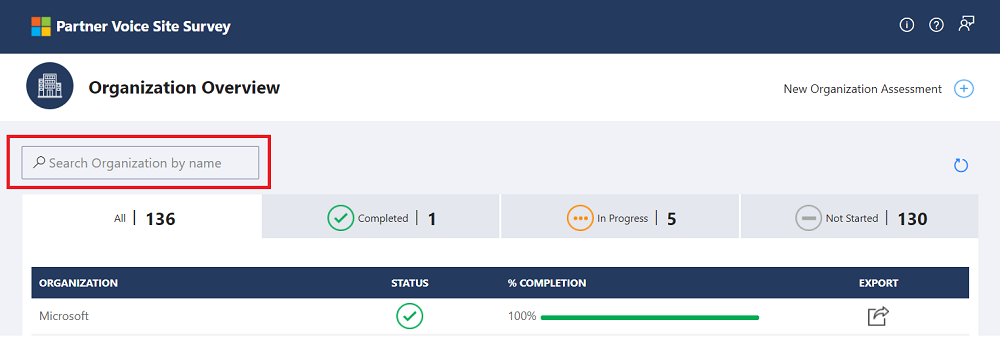 Partner Voice Site Survey
Organization Overview
New Organization Assessment
Search Organization by name
All | 136
Completed | 1
In Progress | 5
Not Started | 130
ORGANIZATION STATUS % COMPLETION EXPORT
Microsoft 100%